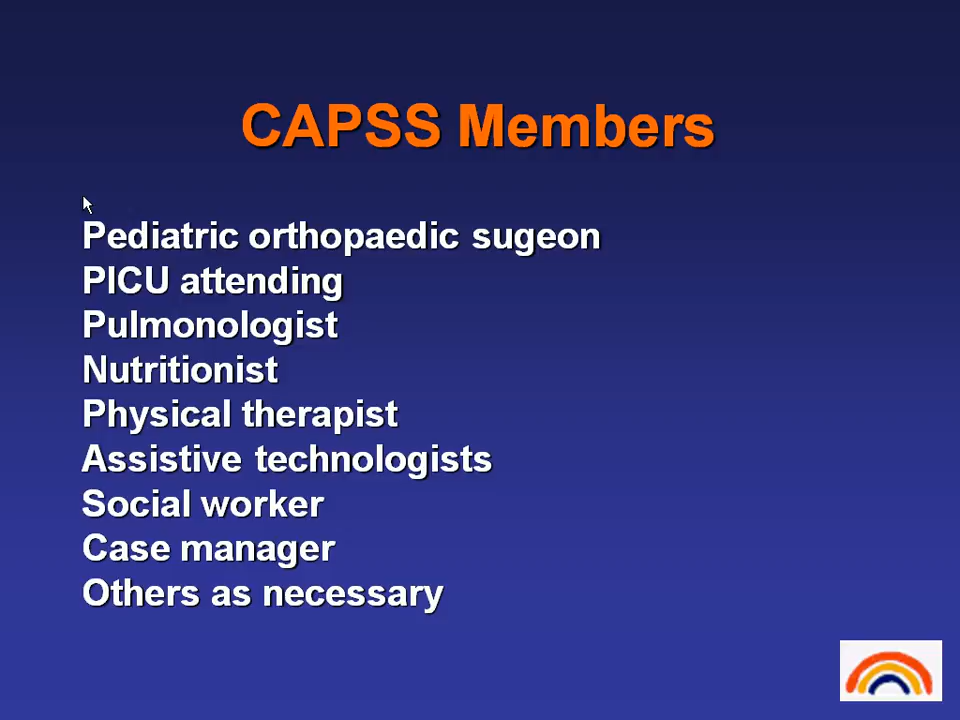 CAPSS Members
Pediatric orthopaedic sugeon
PICU attending
Pulmonologist
Nutritionist
Physical therapist
Assistive technologists
Social worker
Case manager
Others as necessary